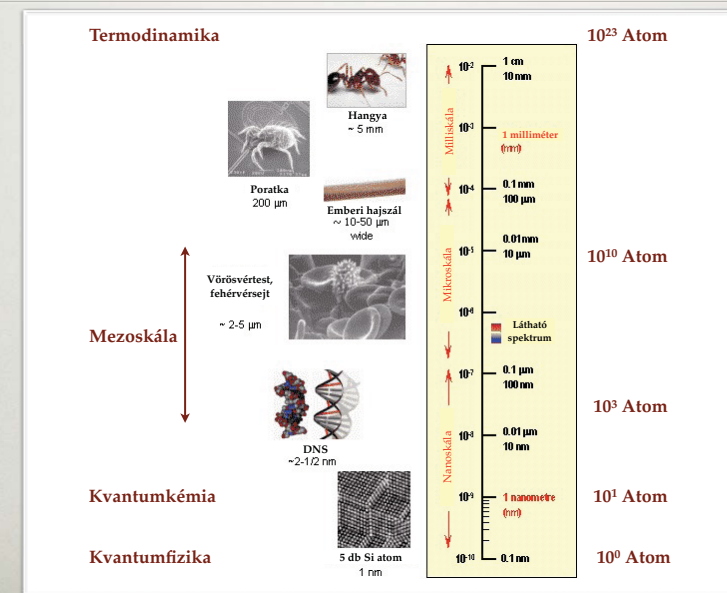 Termodinamika
10²³ Atom
Hangya
~ 5 mm
Poratka
200 µm
Emberi hajszál
~ 10-50 µm
wide
Vörösvértest,
fehérvérsejt
~ 2-5 µm
Mezoskála
DNS
~2-1/2 nm
Kvantumkémia
Kvantumfizika
5 db Si atom
1 nm
Milliskála
Mikroskála
Nanoskála
10⁻²
1 cm
10 mm
10⁻³
1 milliméter
(mm)
10⁻⁴
0.1 mm
100 µm
10⁻⁵
0.01 mm
10 µm
10⁻⁶
Látható
spektrum
10⁻⁷
0.1 µm
100 nm
10⁻⁸
0.01 µm
10 nm
10⁻⁹
1 nanometre
(nm)
10⁻¹⁰
0.1 nm
10¹⁰ Atom
10³ Atom
10¹ Atom
10⁰ Atom